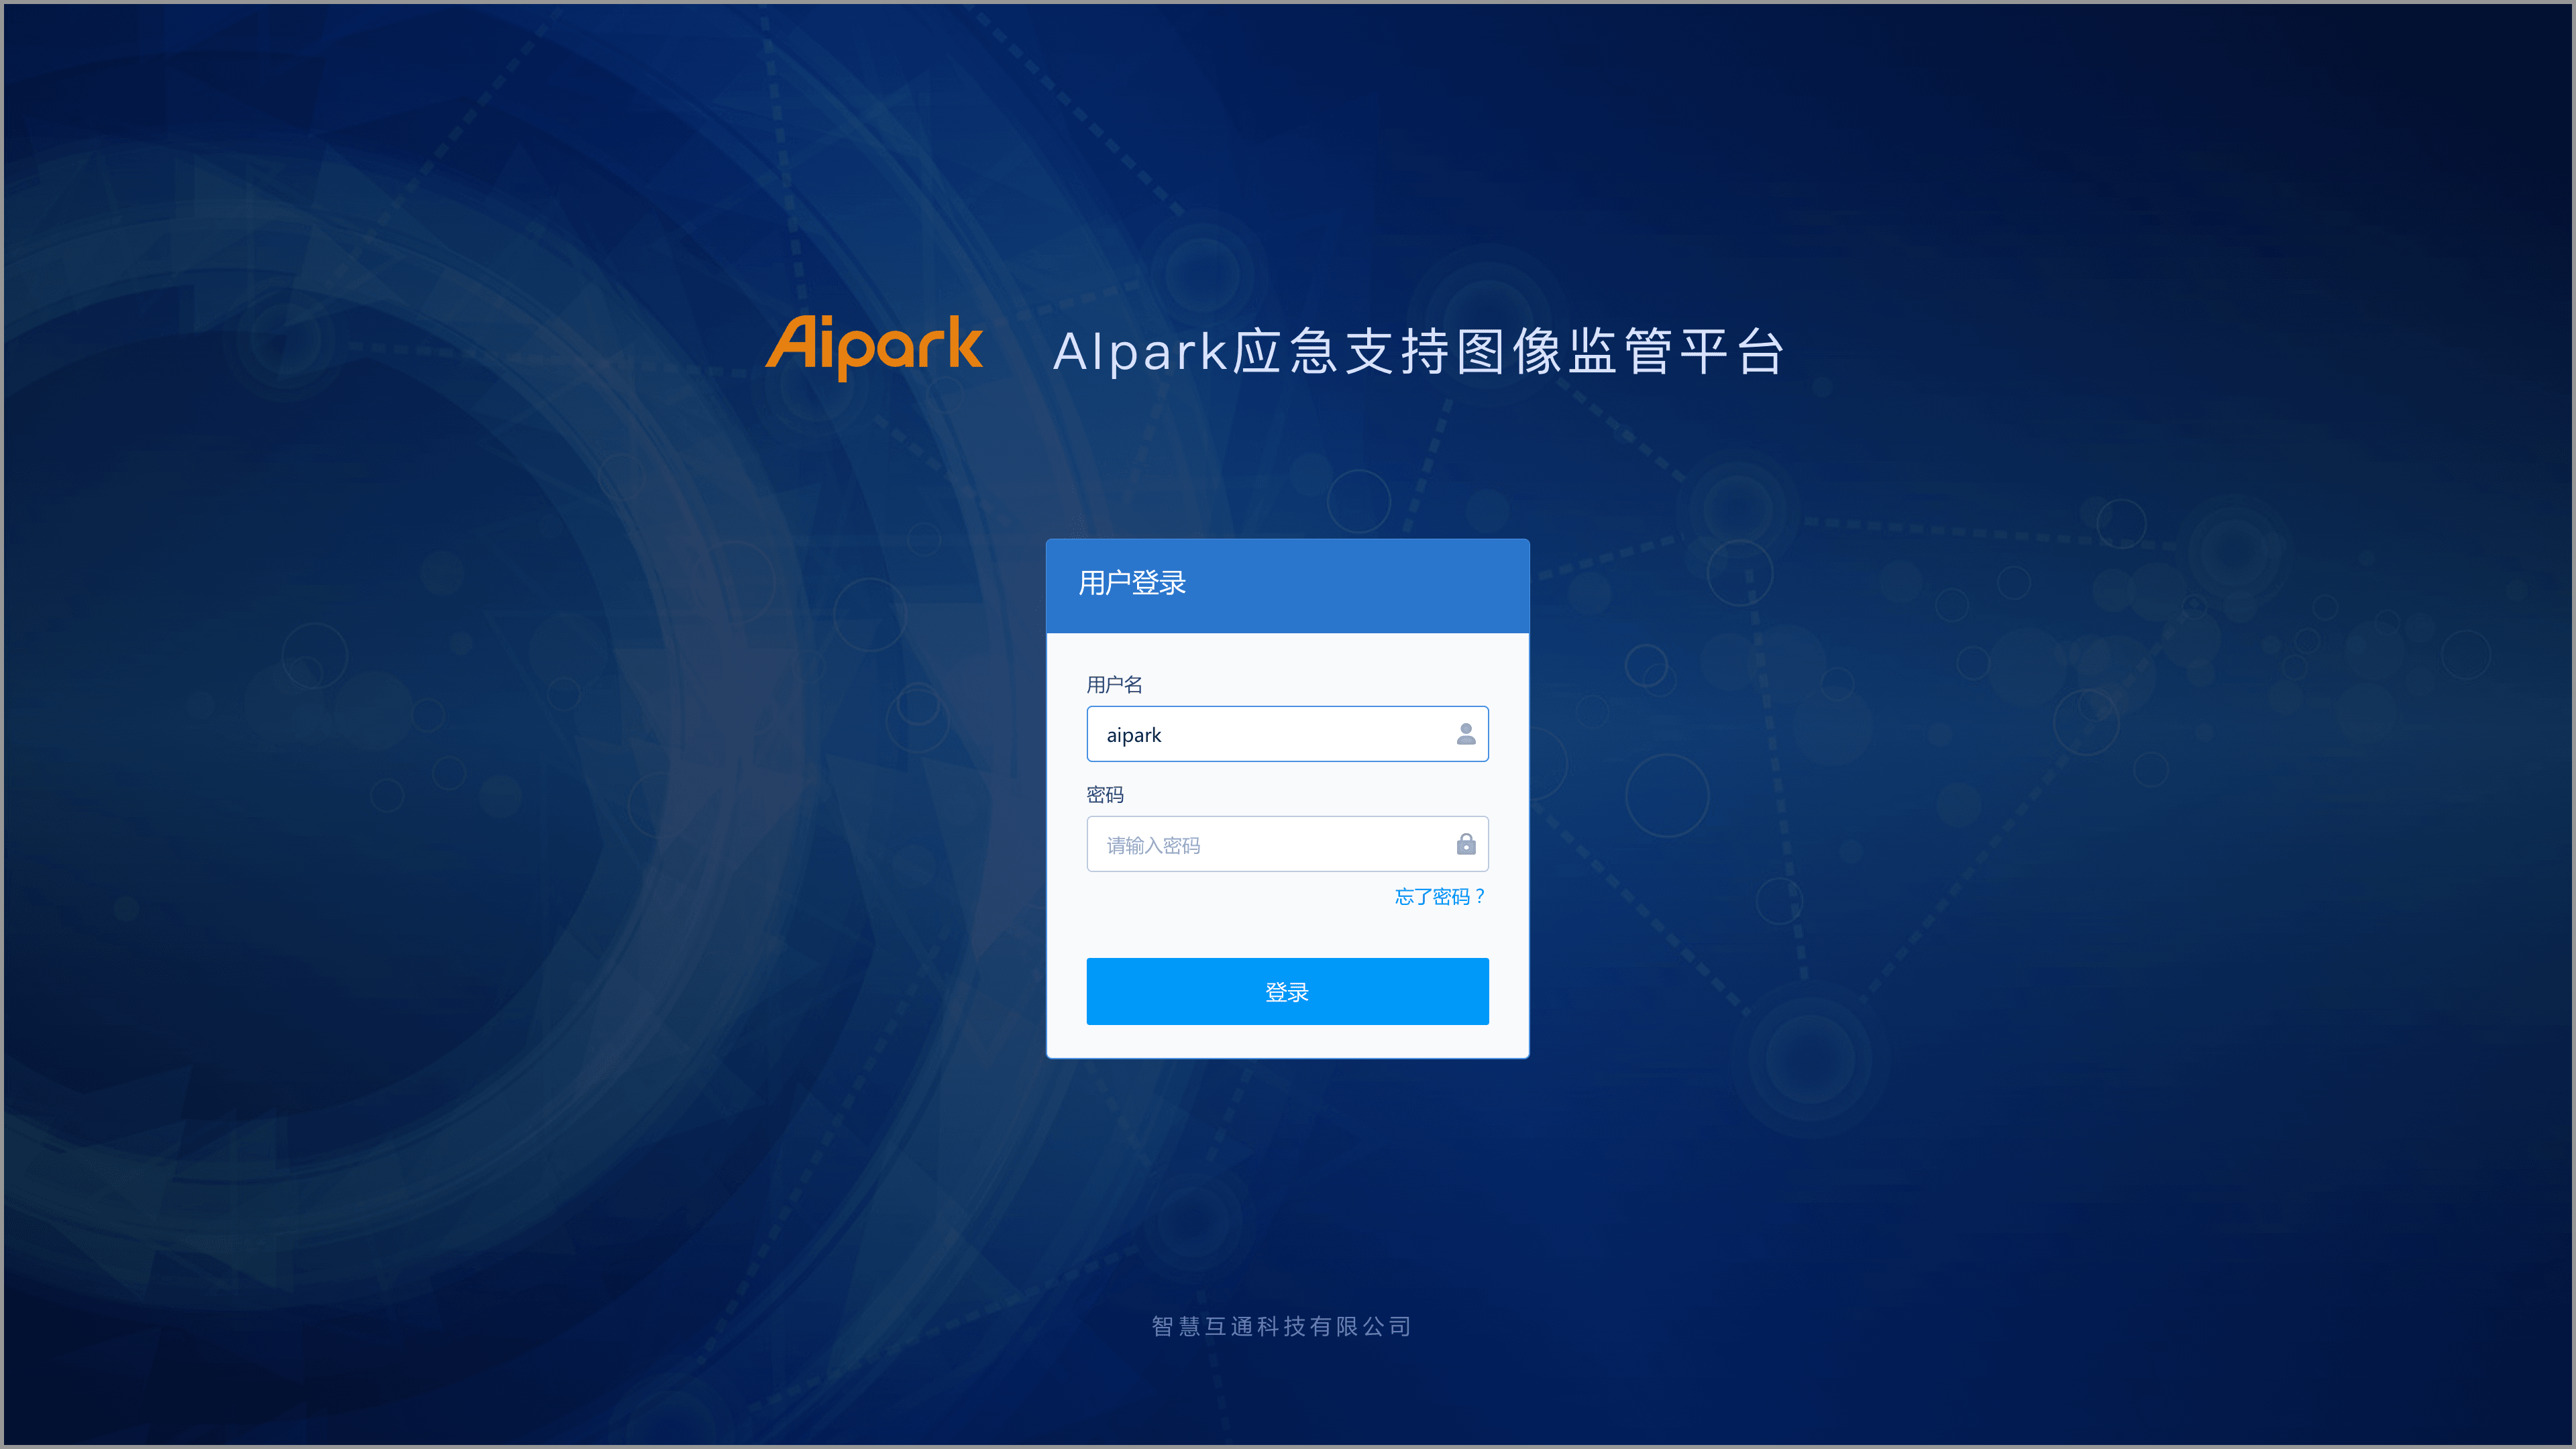 Aipark
AIpark应急支持图像监管平台
用户登录
用户名
aipark
密码
请输入密码
忘了密码？
登录
智慧互通科技有限公司